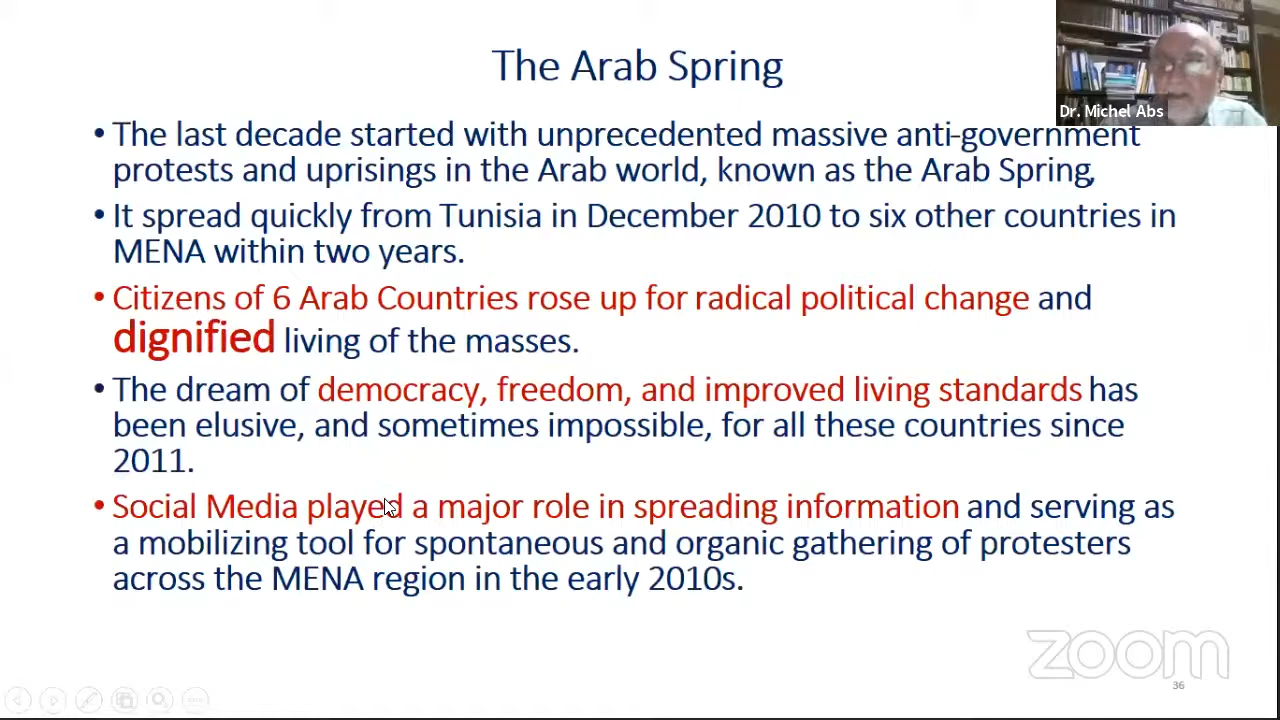 The Arab Spring
Dr. Michel Abs
• The last decade started with unprecedented massive anti-government
protests and uprisings in the Arab world, known as the Arab Spring,
• It spread quickly from Tunisia in December 2010 to six other countries in
MENA within two years.
• Citizens of 6 Arab Countries rose up for radical political change and
dignified living of the masses.
• The dream of democracy, freedom, and improved living standards has
been elusive, and sometimes impossible, for all these countries since
2011.
• Social Media played a major role in spreading information and serving as
a mobilizing tool for spontaneous and organic gathering of protesters
across the MENA region in the early 2010s.
zoom
36